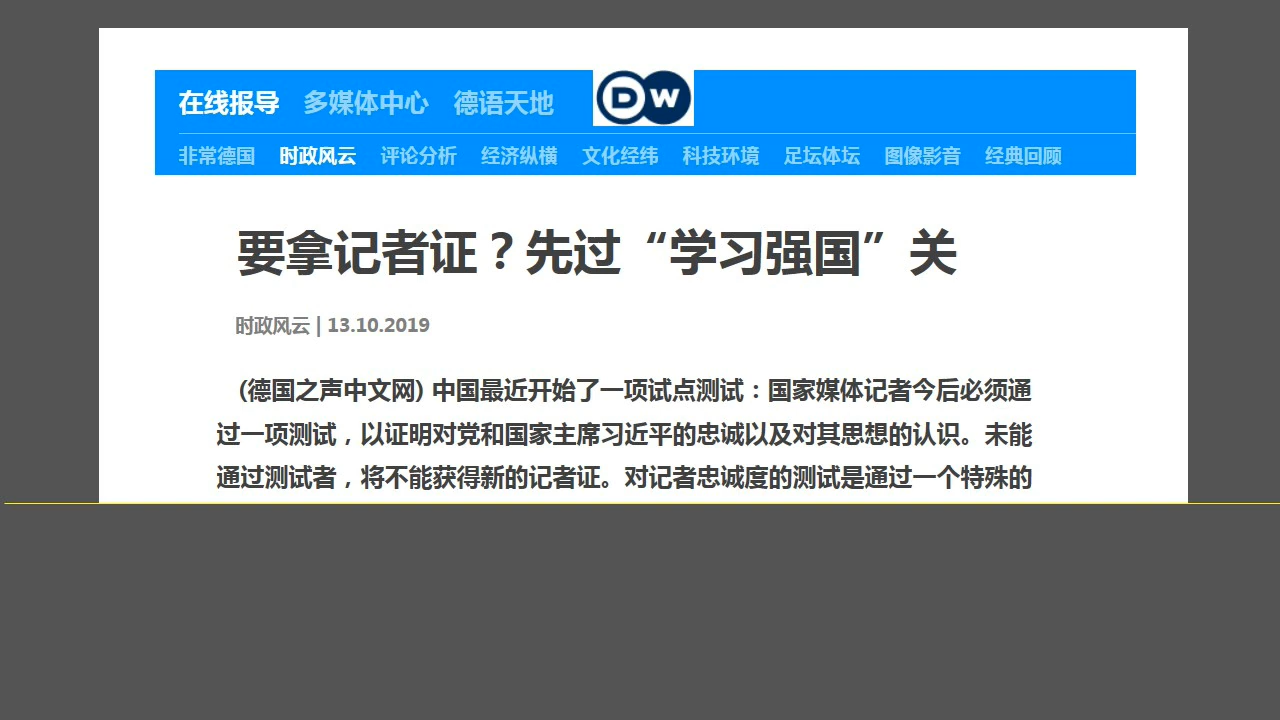 在线报导 多媒体中心 德语天地 DW
非常德国 时政风云 评论分析 经济纵横 文化经纬 科技环境 足坛体坛 图像影音 经典回顾
要拿记者证？先过“学习强国”关
时政风云 | 13.10.2019
(德国之声中文网) 中国最近开始了一项试点测试：国家媒体记者今后必须通
过一项测试，以证明对党和国家主席习近平的忠诚以及对其思想的认识。未能
通过测试者，将不能获得新的记者证。对记者忠诚度的测试是通过一个特殊的